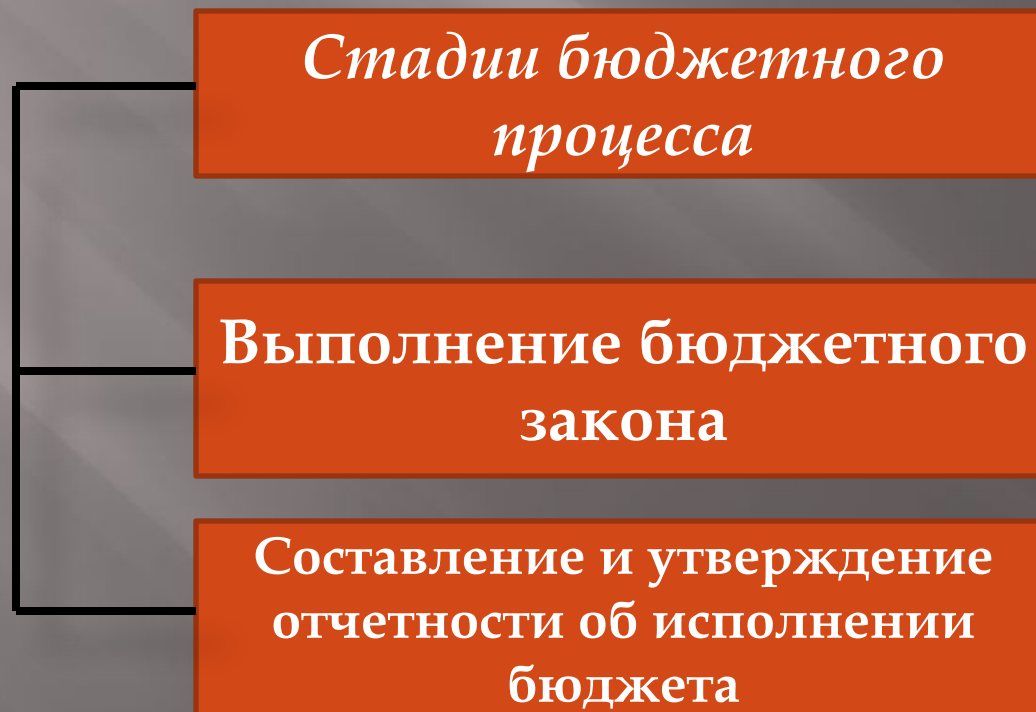 Стадии бюджетного
процесса
Выполнение бюджетного
закона
Составление и утверждение
отчетности об исполнении
бюджета